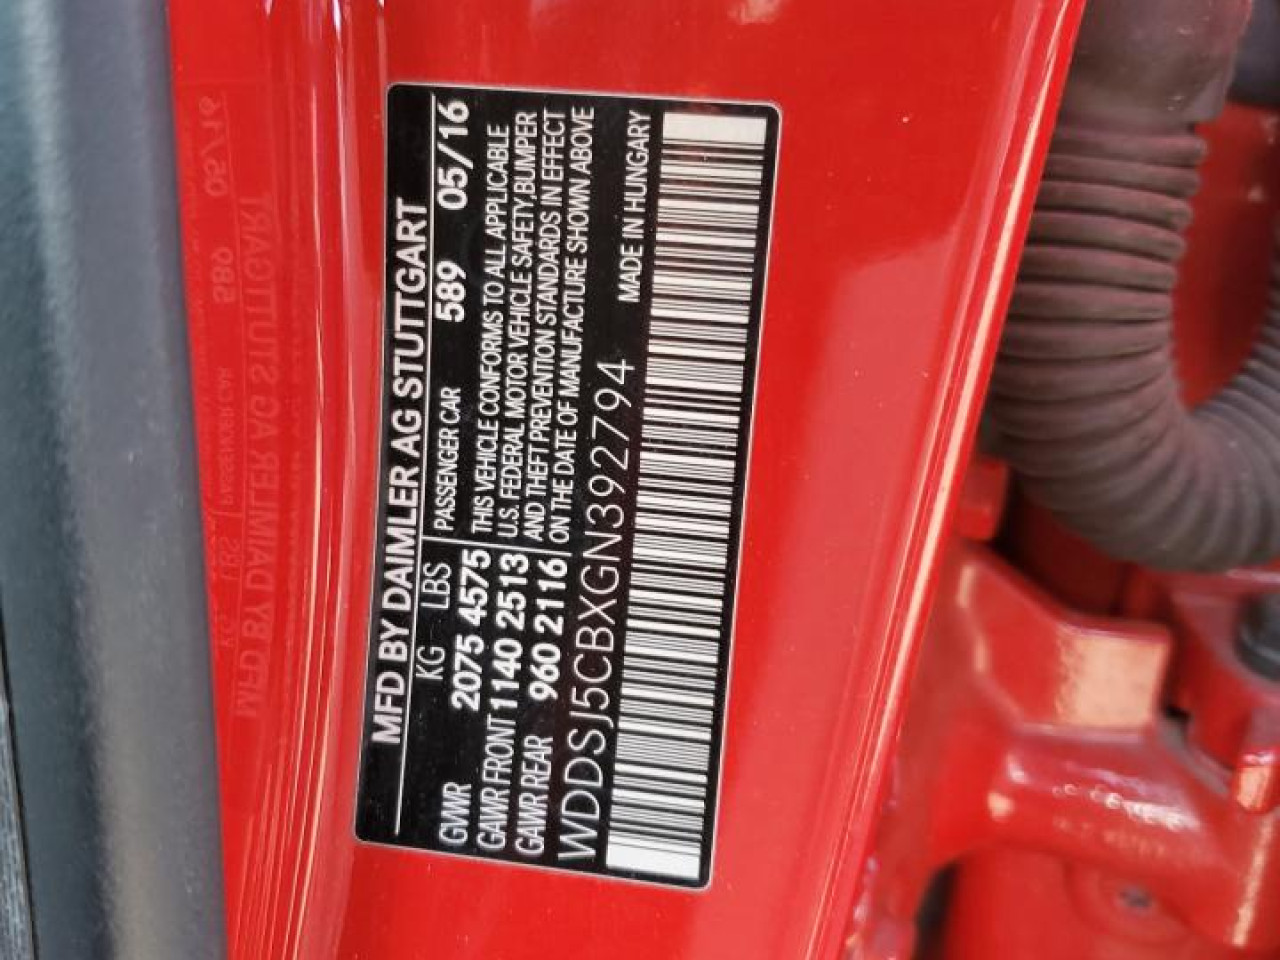 MFD BY DAIMLER AG STUTTGART
KG LBS PASSENGER CAR 589 05/16
GVWR 2075 4575 THIS VEHICLE CONFORMS TO ALL APPLICABLE
GAWR FRONT 1140 2513 U.S. FEDERAL MOTOR VEHICLE SAFETY,BUMPER
GAWR REAR 960 2116 AND THEFT PREVENTION STANDARDS IN EFFECT
ON THE DATE OF MANUFACTURE SHOWN ABOVE
WDDSJ5CBXGN392794 MADE IN HUNGARY